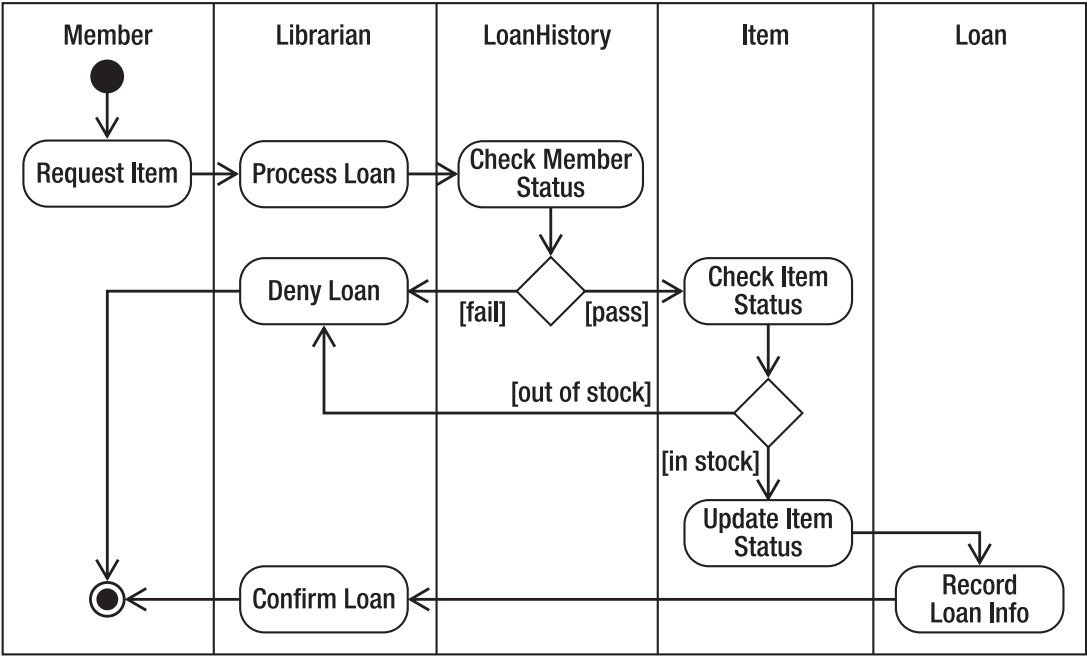 Member
Librarian
LoanHistory
Item
Loan
Request Item
Process Loan
Check Member
Status
Deny Loan
[fail]
[pass]
Check Item
Status
[out of stock]
[in stock]
Update Item
Status
Confirm Loan
Record
Loan Info